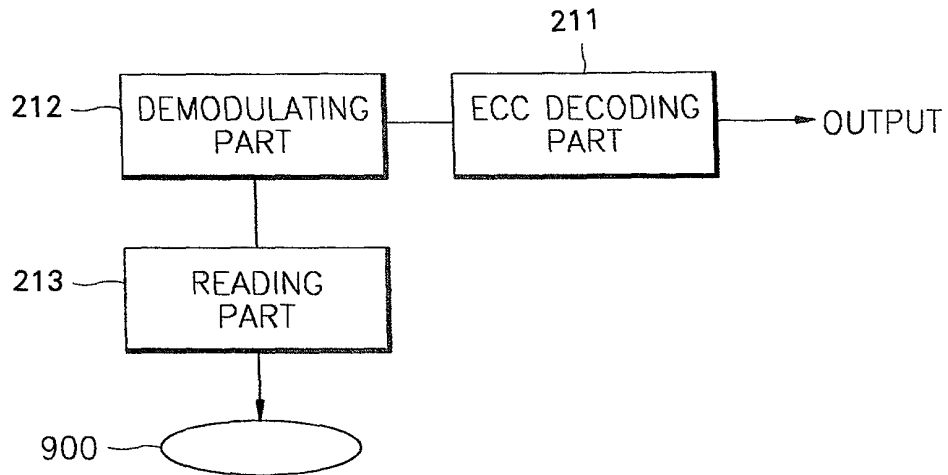 211
212
DEMODULATING
PART
ECC DECODING
PART
OUTPUT
213
READING
PART
900